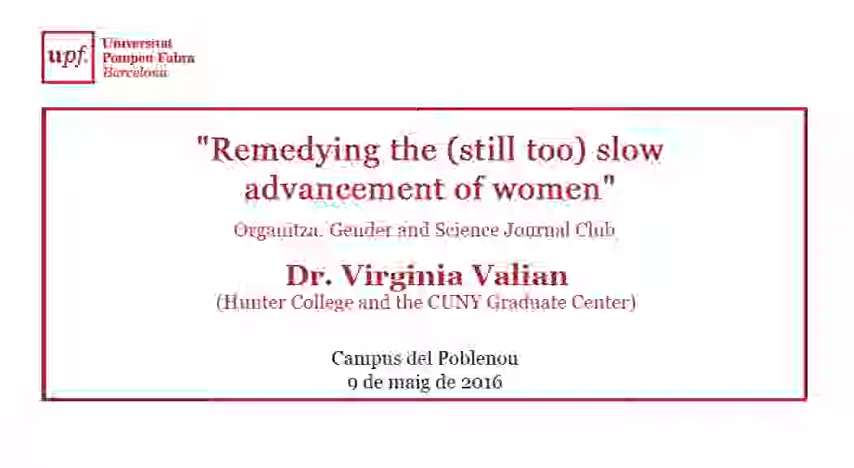 upf.
Universitat
Pompeu Fabra
Barcelona
"Remedying the (still too) slow
advancement of women"
Organitza: Gender and Science Journal Club
Dr. Virginia Valian
(Hunter College and the CUNY Graduate Center)
Campus del Poblenou
9 de maig de 2016